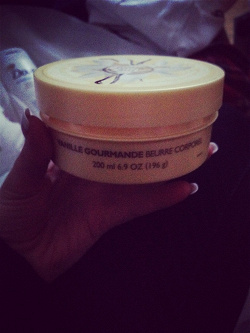 VANILLE GOURMANDE BEURRE CORPOREL
200 ml 6.9 OZ (196 g)